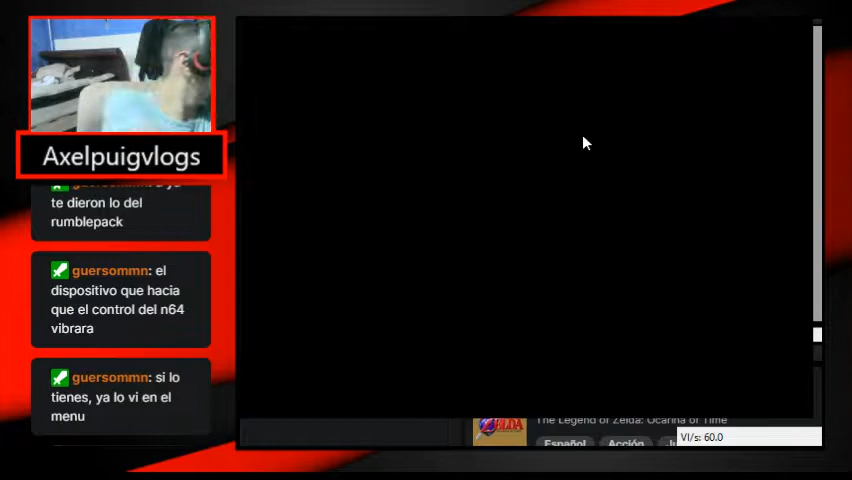 Axelpuigvlogs
te dieron lo del
rumblepack
guersommn: el
dispositivo que hacia
que el control del n64
vibrara
guersommn: si lo
tienes, ya lo vi en el
menu
The Legend of Zelda: Ocarina of Time
ZELDA
Español Acción
VI/s: 60.0